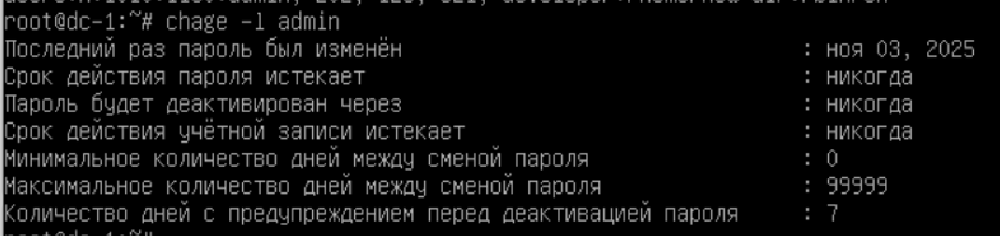 root@dc-1:~# chage -l admin
Последний раз пароль был изменён : ноя 03, 2025
Срок действия пароля истекает : никогда
Пароль будет деактивирован через : никогда
Срок действия учётной записи истекает : никогда
Минимальное количество дней между сменой пароля : 0
Максимальное количество дней между сменой пароля : 99999
Количество дней с предупреждением перед деактивацией пароля : 7